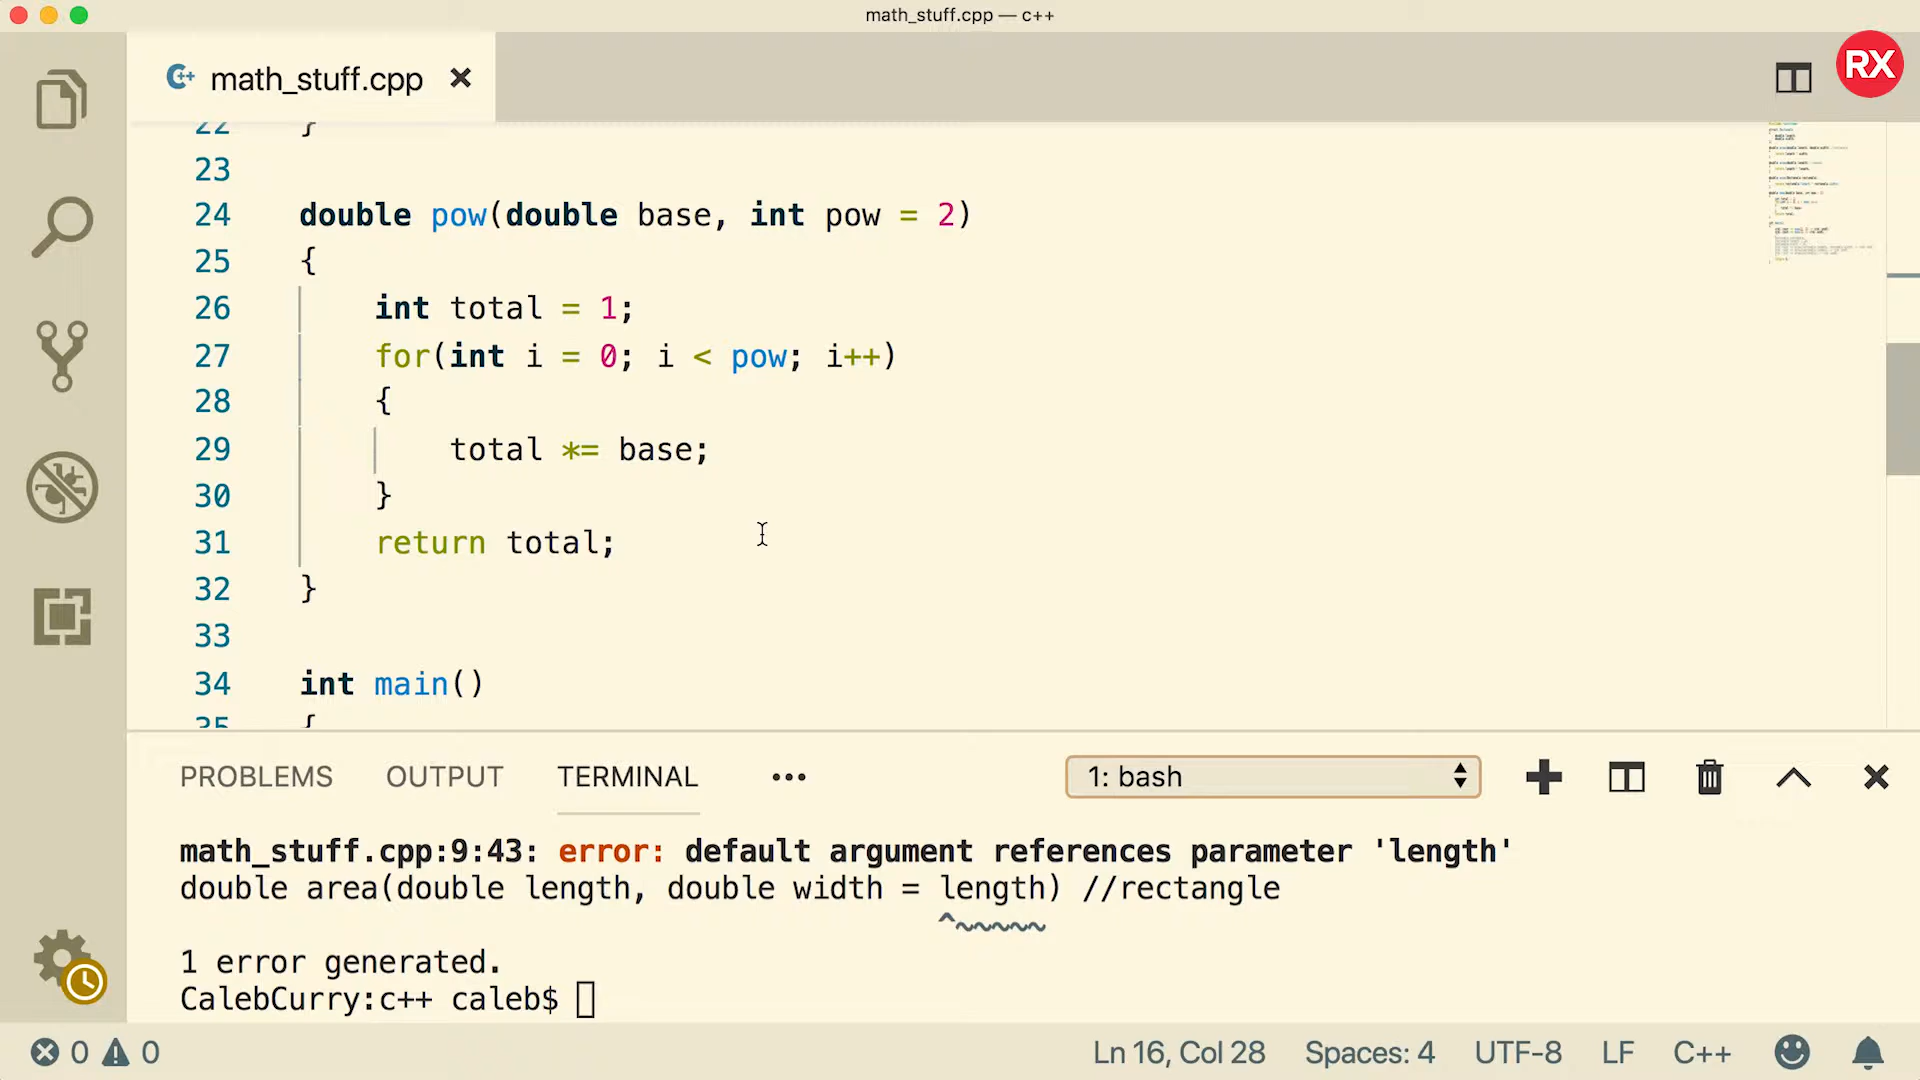 math_stuff.cpp — c++
math_stuff.cpp
RX
22 }
23
24 double pow(double base, int pow = 2)
25 {
26 int total = 1;
27 for(int i = 0; i < pow; i++)
28 {
29 total *= base;
30 }
31 return total;
32 }
33
34 int main()
35 {
PROBLEMS OUTPUT TERMINAL ••• 1: bash
math_stuff.cpp:9:43: error: default argument references parameter 'length'
double area(double length, double width = length) //rectangle
^~~~~~
1 error generated.
CalebCurry:c++ caleb$
0 0 Ln 16, Col 28 Spaces: 4 UTF-8 LF C++